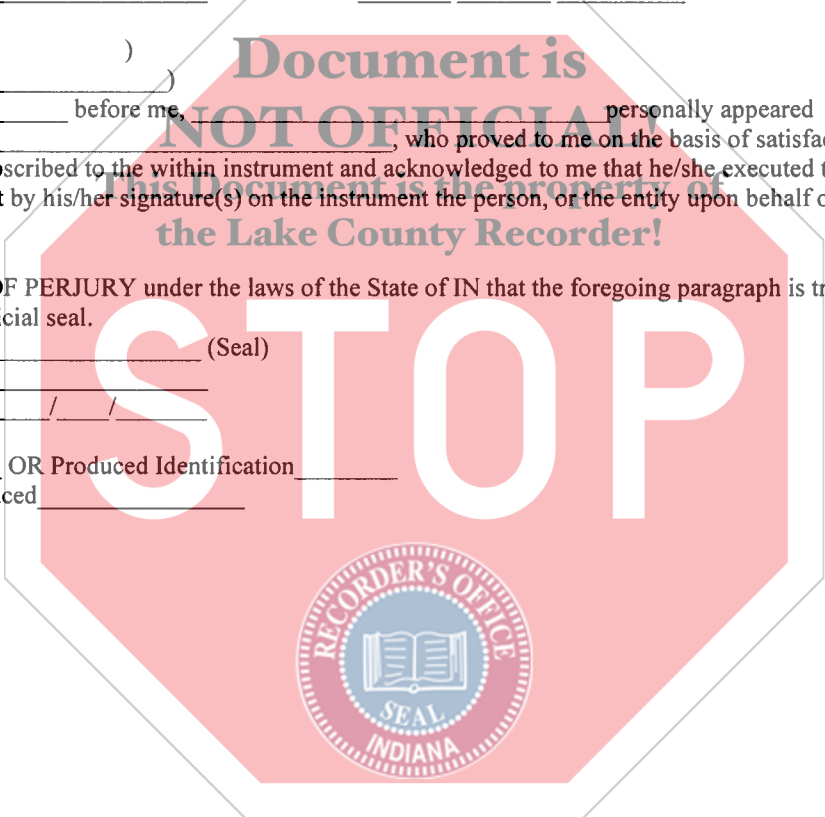 )
Document is
)
before me, personally appeared
NOT OFFICIAL!
, who proved to me on the basis of satisfac
scribed to the within instrument and acknowledged to me that he/she executed t
This Document is the property of
t by his/her signature(s) on the instrument the person, or the entity upon behalf o
the Lake County Recorder!
F PERJURY under the laws of the State of IN that the foregoing paragraph is tr
cial seal.
STOP
(Seal)
/ /
OR Produced Identification
ced
RECORDER'S OFFICE
SEAL
INDIANA